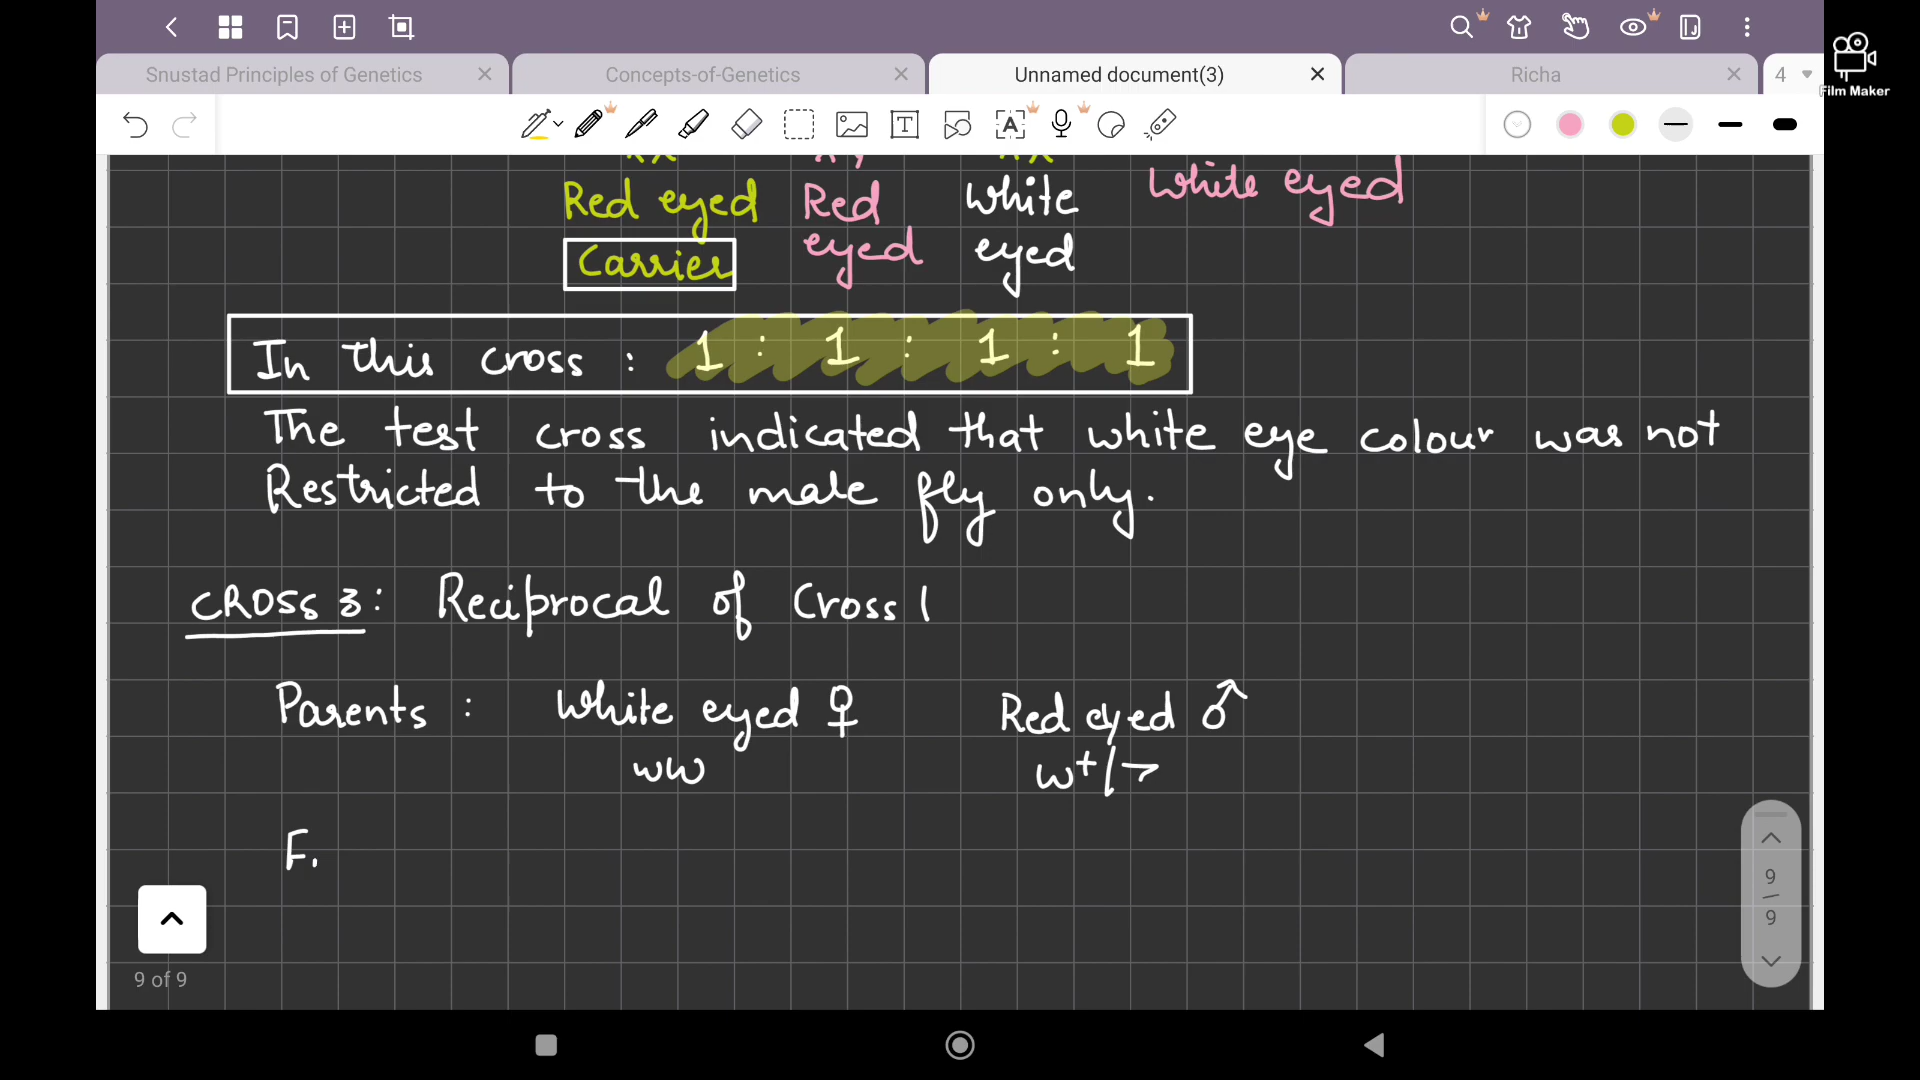 Film Maker
Snustad Principles of Genetics
Concepts-of-Genetics
Unnamed document(3)
Richa
4
Red eyed
Carrier
Red
eyed
White
eyed
White eyed
In this cross : 1 : 1 : 1 : 1
The test cross indicated that white eye colour was not
Restricted to the male fly only.
CROSS 3: Reciprocal of Cross 1
Parents : White eyed ♀ Red eyed ♂
ww w+/
F
9
9
9 of 9